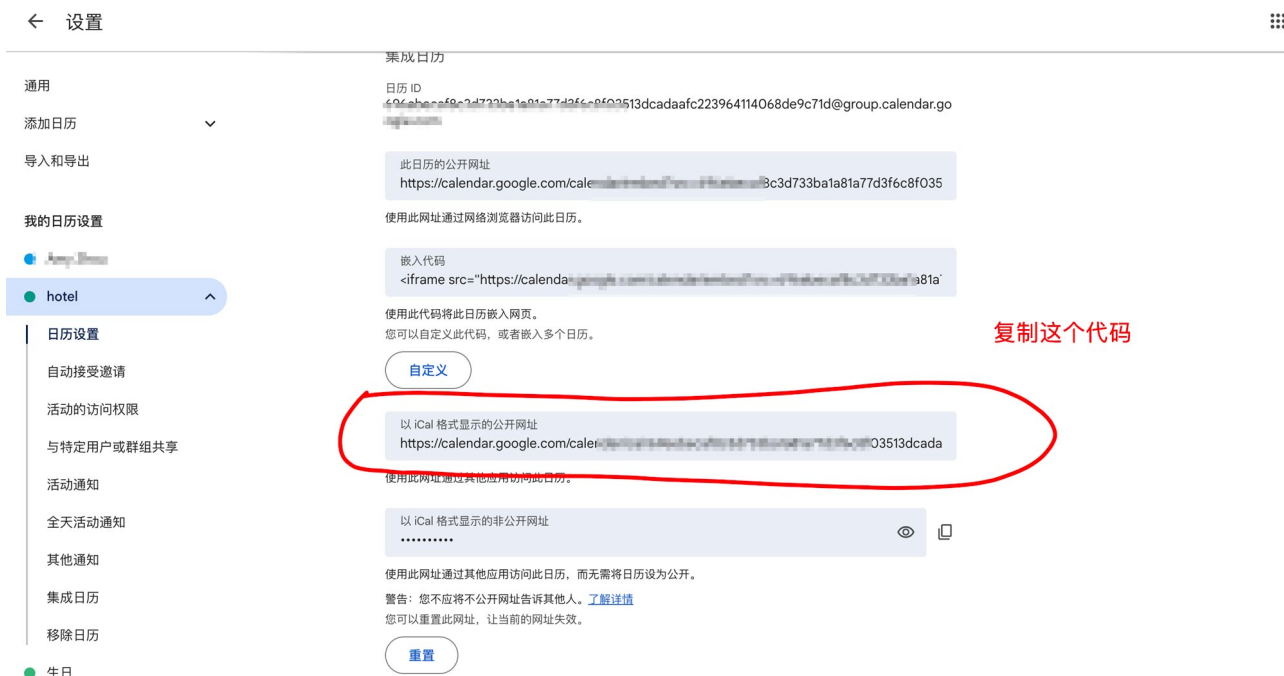 设置
通用
添加日历
导入和导出
我的日历设置
hotel
日历设置
自动接受邀请
活动的访问权限
与特定用户或群组共享
活动通知
全天活动通知
其他通知
集成日历
移除日历
生日
集成日历
日历 ID
513dcadaafc223964114068de9c71d@group.calendar.go
此日历的公开网址
https://calendar.google.com/cale 8c3d733ba1a81a77d3f6c8f035
使用此网址通过网络浏览器访问此日历。
嵌入代码
<iframe src="https://calenda a81a
使用此代码将此日历嵌入网页。
您可以自定义此代码，或者嵌入多个日历。
自定义
复制这个代码
以 iCal 格式显示的公开网址
https://calendar.google.com/caler 03513dcada
使用此网址通过其他应用访问此日历。
以 iCal 格式显示的非公开网址
••••••••••
使用此网址通过其他应用访问此日历，而无需将日历设为公开。
警告：您不应将不公开网址告诉其他人。了解详情
您可以重置此网址，让当前的网址失效。
重置